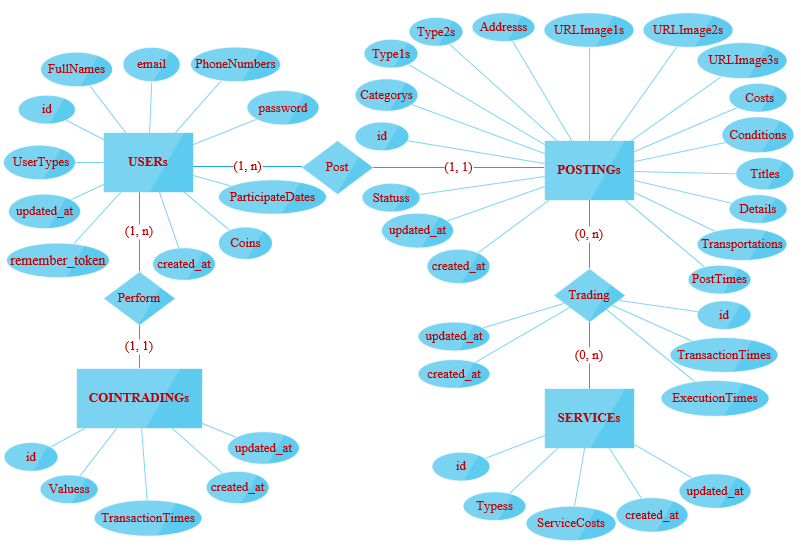 Type2s
Addresss
URLImage1s
URLImage2s
Type1s
URLImage3s
FullNames
email
PhoneNumbers
Categorys
Costs
id
password
id
Conditions
UserTypes
USERs
(1, n)
Post
(1, 1)
POSTINGs
Titles
updated_at
ParticipateDates
Statuss
Details
(1, n)
updated_at
(0, n)
Transportations
remember_token
created_at
Coins
created_at
PostTimes
Perform
Trading
id
(1, 1)
updated_at
(0, n)
TransactionTimes
created_at
COINTRADINGs
ExecutionTimes
SERVICEs
id
updated_at
id
updated_at
Valuess
created_at
Typess
created_at
TransactionTimes
ServiceCosts